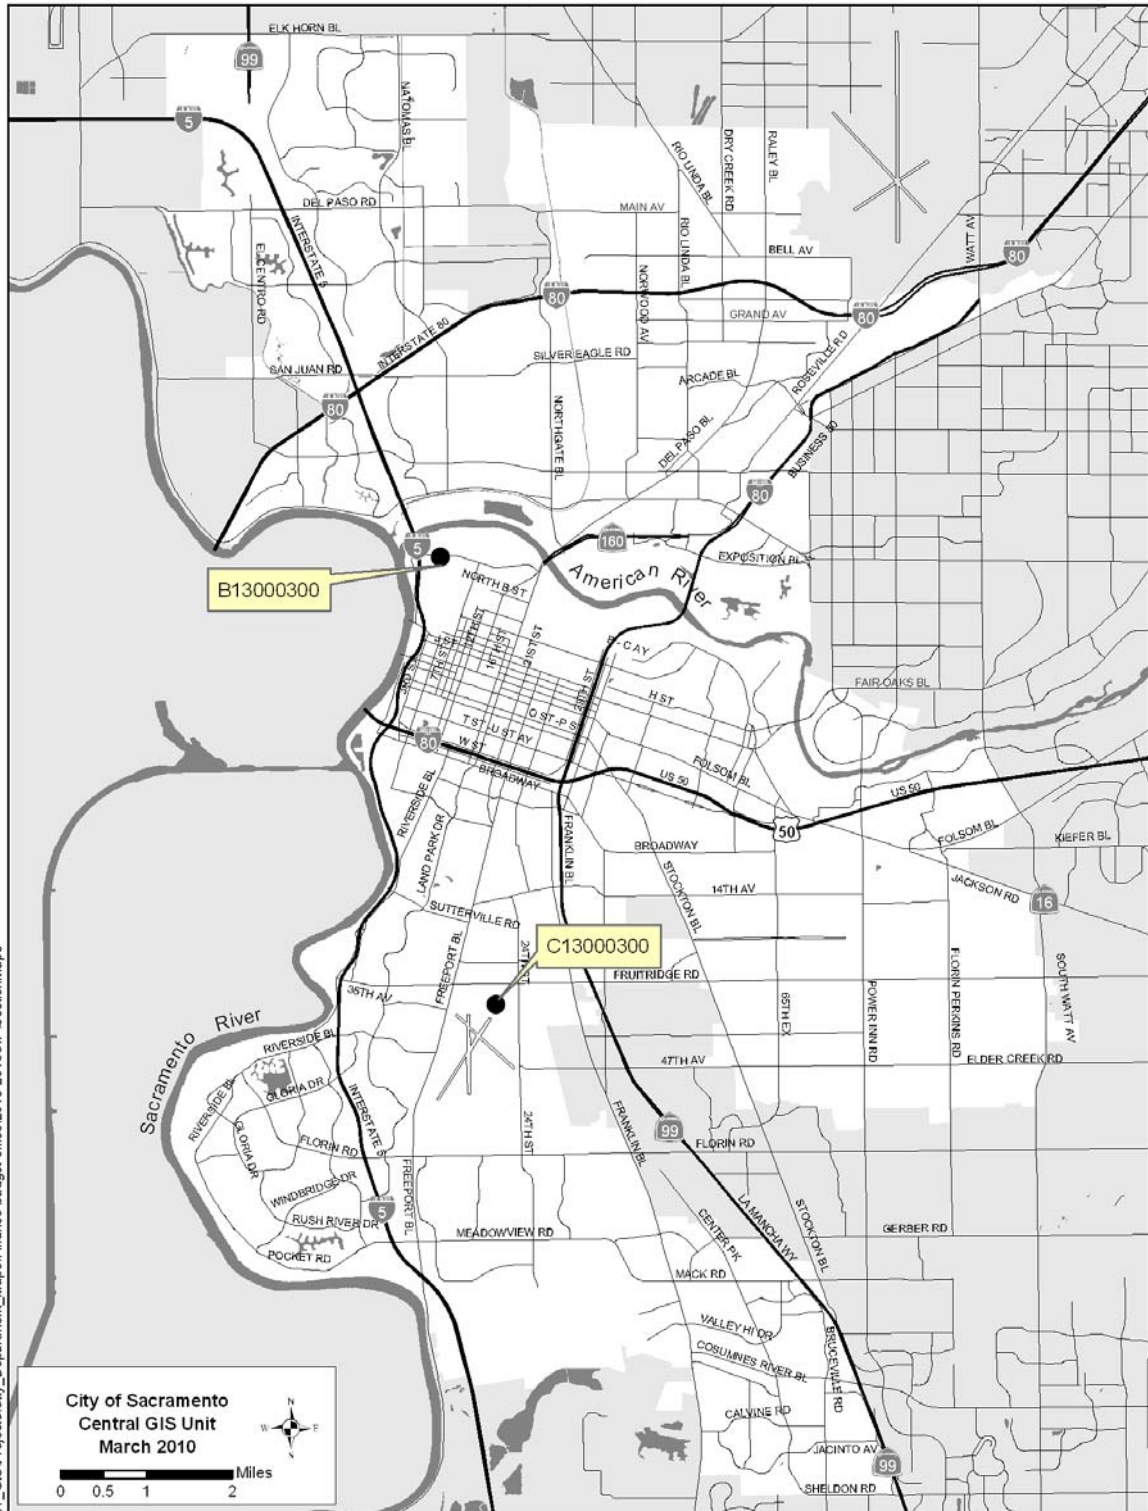 ELK HORN BL
99
5
NATOMAS BL
RIO LINDA BL
DRY CREEK RD
RALEY BL
DEL PASO RD
MAIN AV
INTERSTATE 5
EL CENTRO RD
RIO LINDA BL
NORWOOD AV
BELL AV
WATT AV
80
80
80
GRAND AV
INTERSTATE 80
SILVER EAGLE RD
ROSEVILLE RD
SAN JUAN RD
ARCADE BL
80
NORTHGATE BL
DEL PASO BL
BUSINESS 80
80
5
160
EXPOSITION BL
B13000300
NORTH B ST
American River
12TH ST
16TH ST
21ST ST
7TH ST
3RD ST
29TH ST
H ST
FAIR OAKS BL
Q ST-P ST
T ST-U ST AY
80
W ST
BROADWAY
FOLSOM BL
US 50
US 50
50
RIVERSIDE BL
LAND PARK DR
FRANKLIN BL
BROADWAY
FOLSOM BL
KIEFER BL
STOCKTON BL
14TH AV
JACKSON RD
16
SUTTERVILLE RD
C13000300
FREEPORT BL
24TH ST
FRUITRIDGE RD
35TH AV
65TH EX
POWER INN RD
FLORIN PERKINS RD
SOUTH WATT AV
Sacramento River
RIVERSIDE BL
47TH AV
ELDER CREEK RD
GLORIA DR
RIVERSIDE BL
GLORIA DR
INTERSTATE 5
24TH ST
FRANKLIN BL
99
FLORIN RD
FLORIN RD
FREEPORT BL
WINDBRIDGE DR
RUSH RIVER DR
5
POCKET RD
MEADOWVIEW RD
CENTER PK
LA MANCHA WY
STOCKTON BL
GERBER RD
MACK RD
VALLEY HI DR
COSUMNES RIVER BL
BRUCEVILLE RD
CALVINE RD
JACINTO AV
99
SHELDON RD
City of Sacramento
Central GIS Unit
March 2010
N
W E
S
Miles
0 0.5 1 2